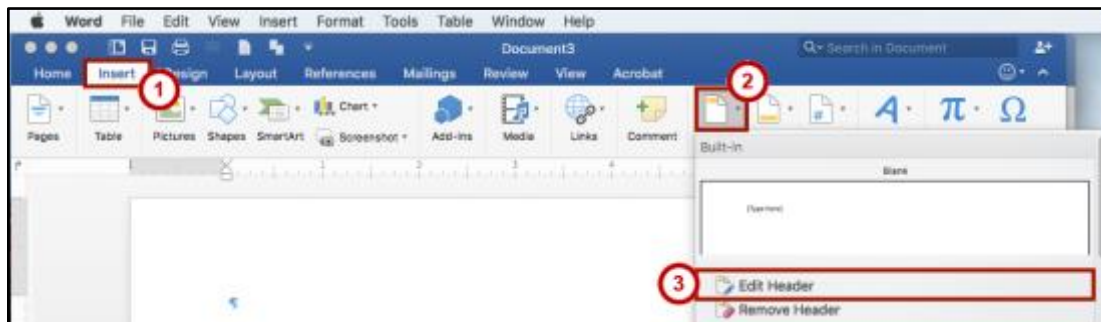 Word File Edit View Insert Format Tools Table Window Help
Document3
Search in Document
Home Insert Design Layout References Mailings Review View Acrobat
1
2
Chart
Pages Table Pictures Shapes SmartArt Screenshot Add-ins Media Links Comment
Built-in
Blank
[Type here]
3
Edit Header
Remove Header